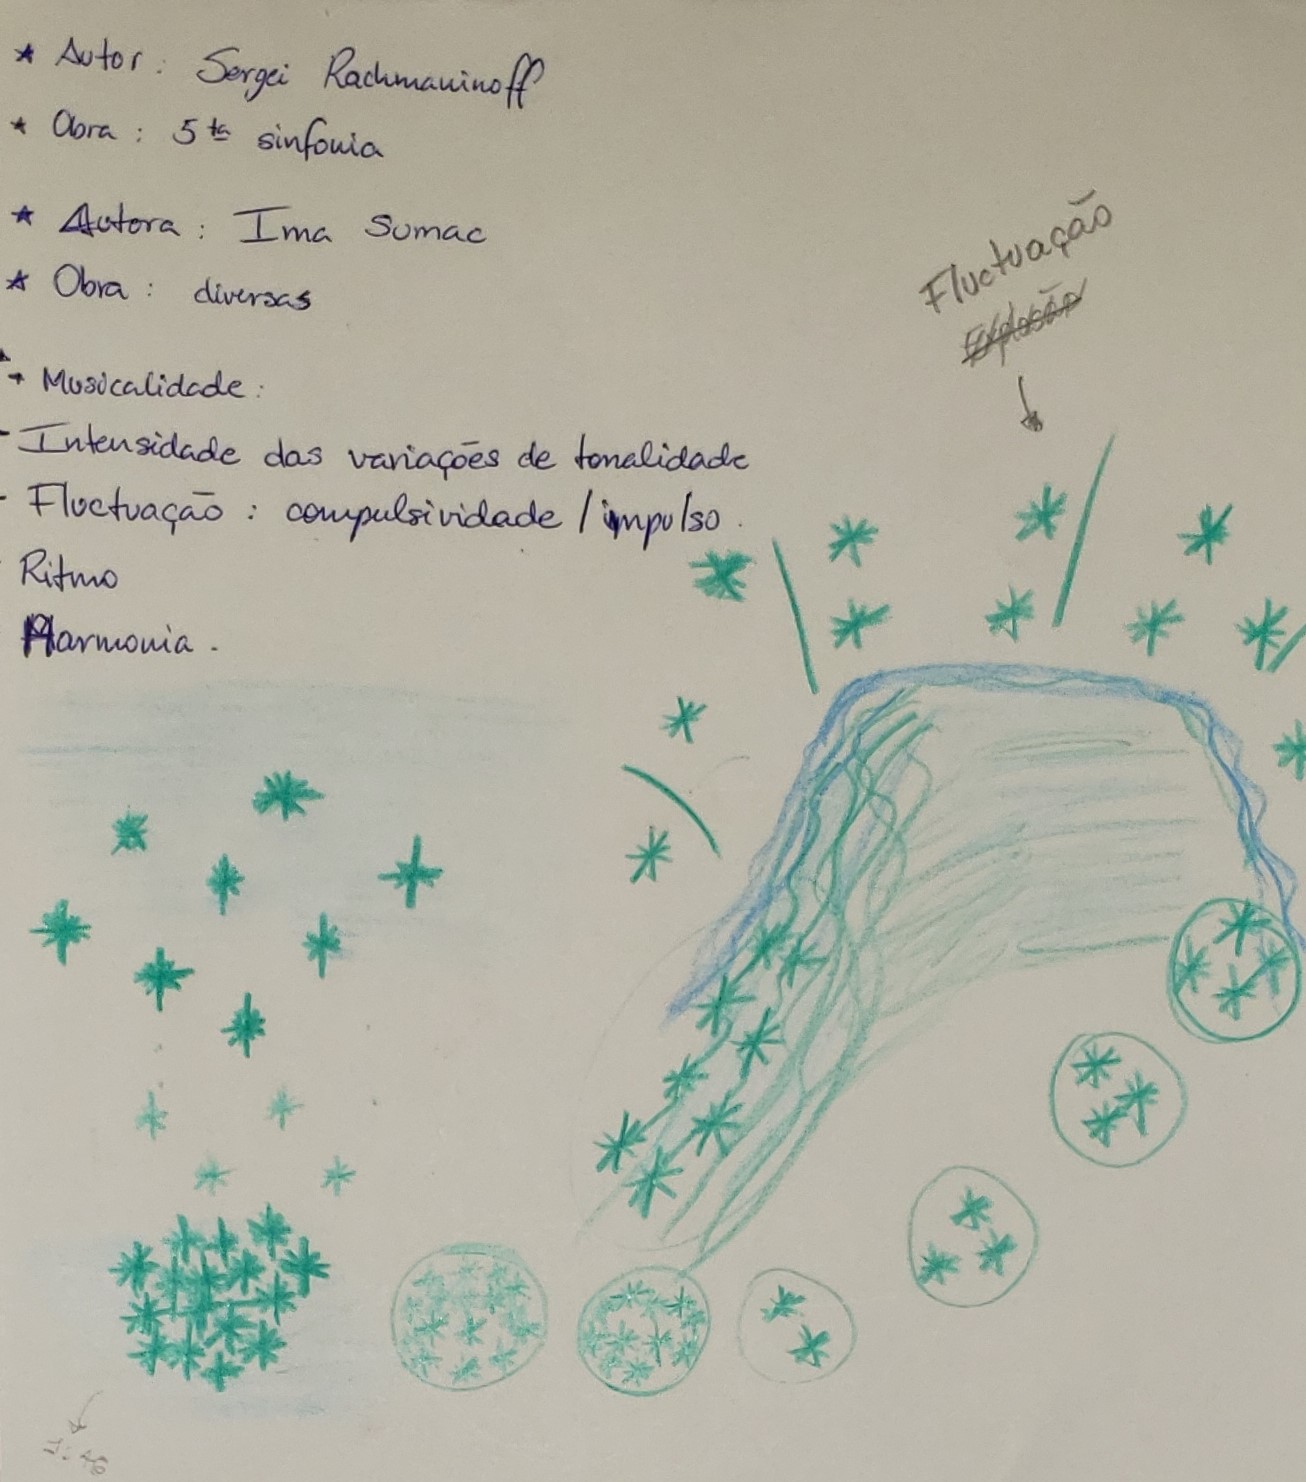 * Autor: Sergei Rachmaninoff
* Obra: 5ta sinfonia
* Autora: Ima Sumac
* Obra: diversas
Fluctuação
Explosão
→ Musicalidade:
- Intensidade das variações de tonalidade
- Fluctuação: compulsividade / impulso.
- Ritmo
Harmonia.